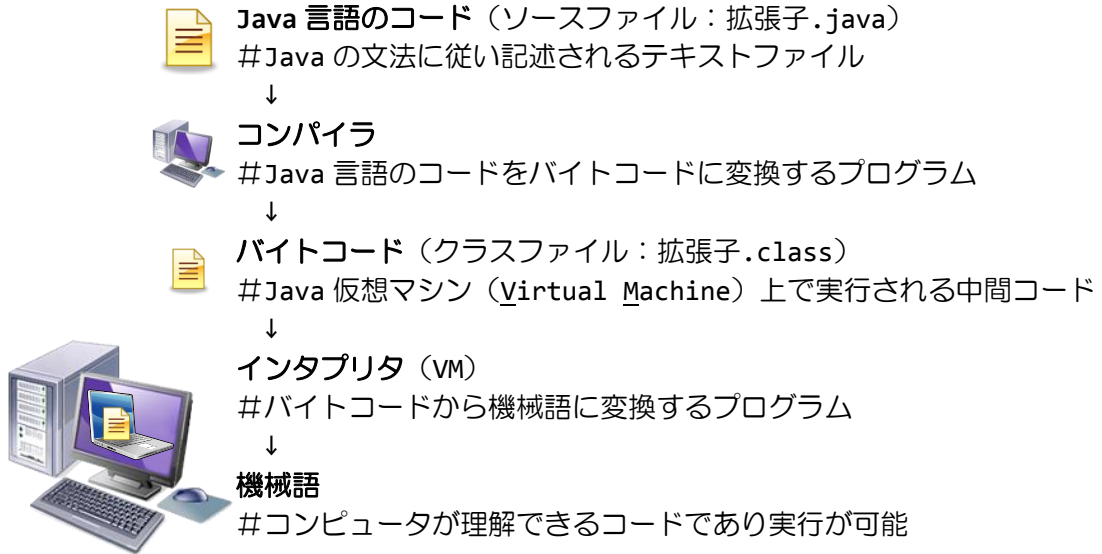 Java 言語のコード（ソースファイル：拡張子.java）
＃Java の文法に従い記述されるテキストファイル
↓
コンパイラ
＃Java 言語のコードをバイトコードに変換するプログラム
↓
バイトコード（クラスファイル：拡張子.class）
＃Java 仮想マシン（Virtual Machine）上で実行される中間コード
↓
インタプリタ（VM）
＃バイトコードから機械語に変換するプログラム
↓
機械語
＃コンピュータが理解できるコードであり実行が可能